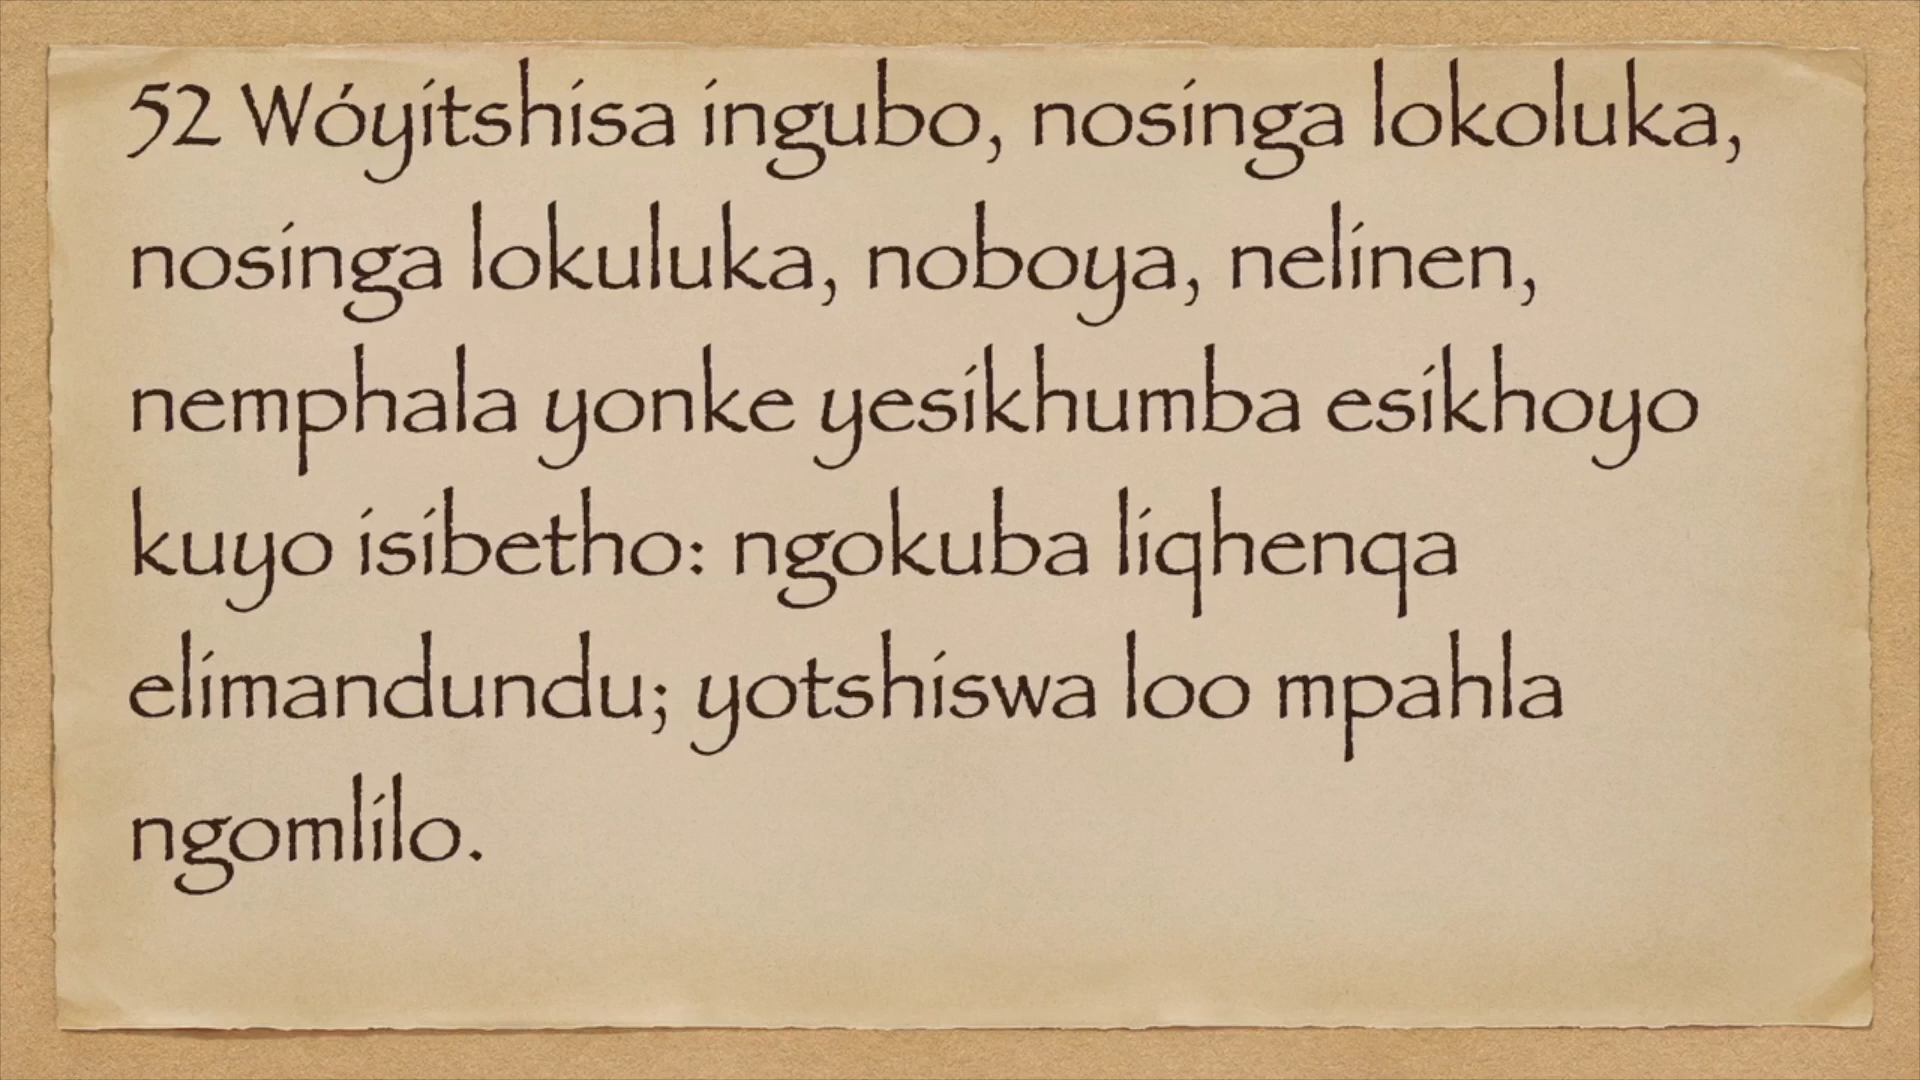 52 Wóyitshisa ingubo, nosinga lokoluka,
nosinga lokuluka, noboya, nelinen,
nemphala yonke yesikhumba esikhoyo
kuyo isibetho: ngokuba liqhenqa
elimandundu; yotshiswa loo mpahla
ngomlilo.